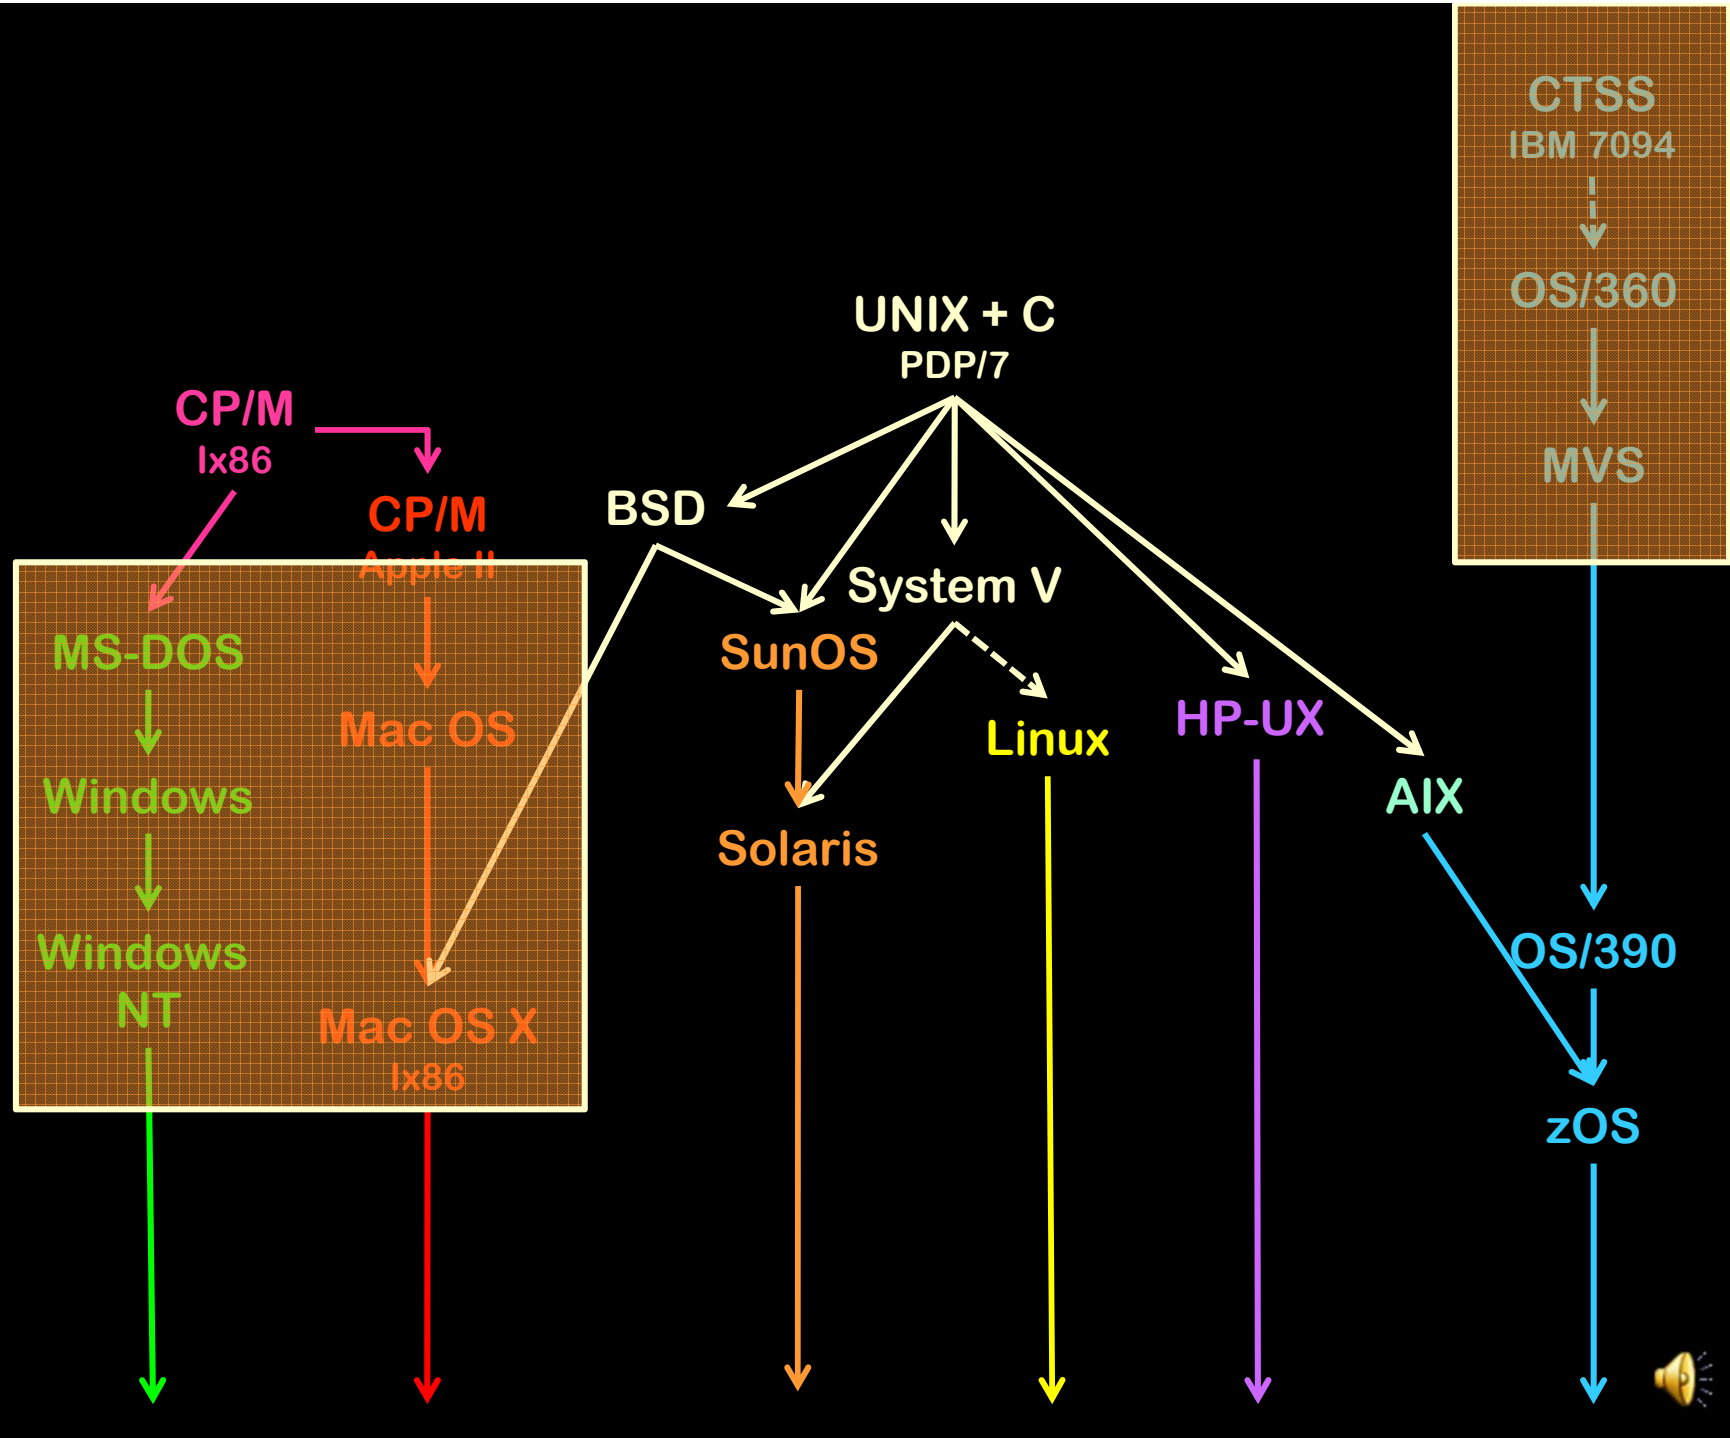 CTSS
IBM 7094
OS/360
UNIX + C
PDP/7
CP/M
Ix86
MVS
BSD
CP/M
Apple II
System V
MS-DOS
SunOS
Mac OS
Linux
HP-UX
Windows
AIX
Solaris
Windows
NT
OS/390
Mac OS X
Ix86
zOS